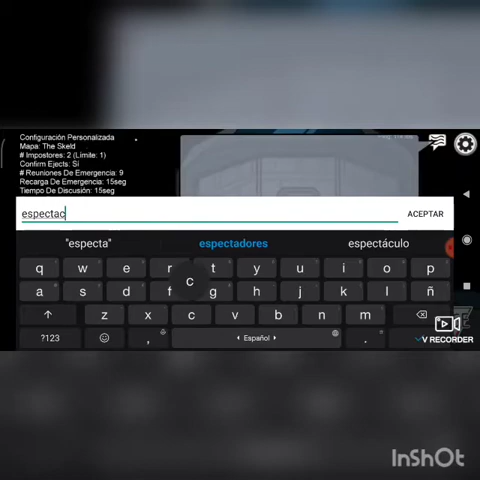 Configuración Personalizada
Mapa: The Skeld
# Impostores: 2 (Límite: 1)
Confirm Ejects: Sí
# Reuniones De Emergencia: 9
Recarga De Emergencia: 15seg
Tiempo De Discusión: 15seg
espectac
ACEPTAR
"especta" espectadores espectáculo
q w e r t y u i o p
c
a s d f g h j k l ñ
z x c v b n m
?123 , Español .
V RECORDER
InShOt